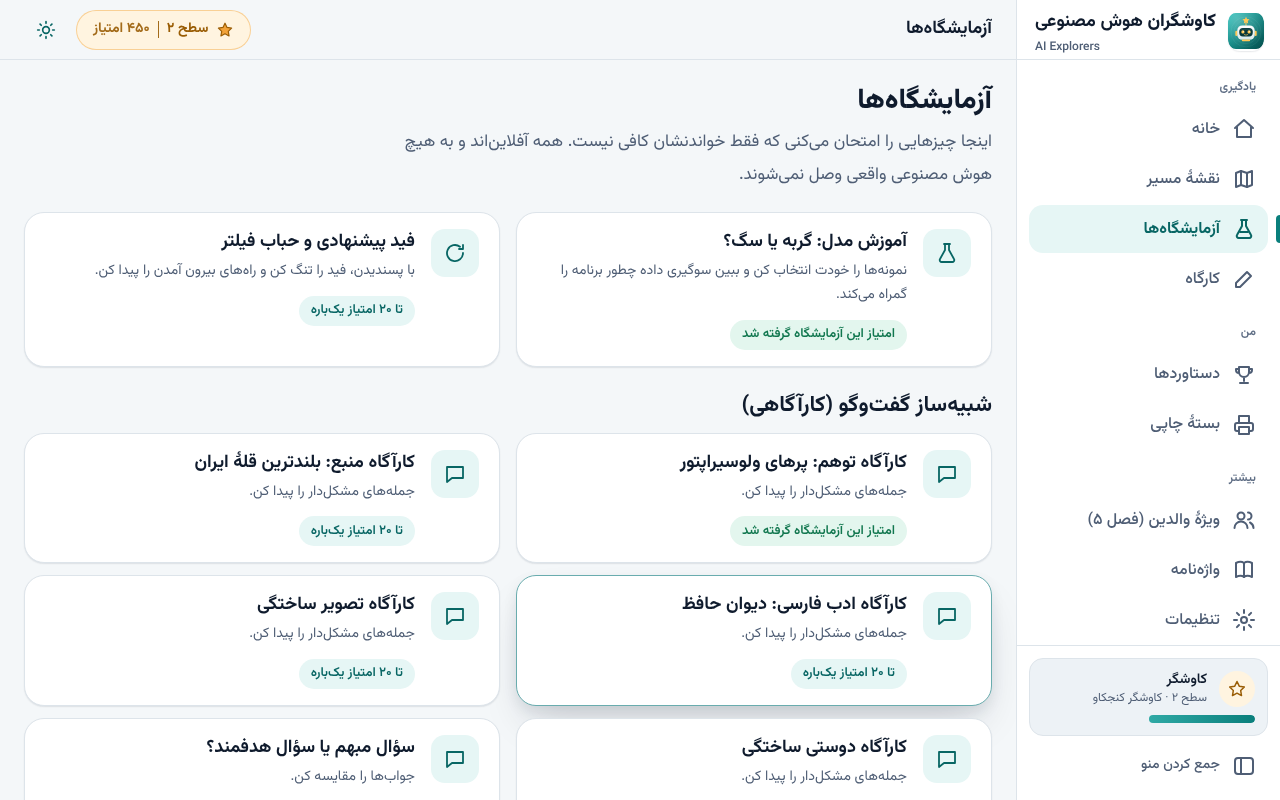 کاوشگران هوش مصنوعی
AI Explorers
یادگیری
خانه
نقشهٔ مسیر
آزمایشگاه‌ها
کارگاه
من
دستاوردها
بستهٔ چاپی
بیشتر
ویژهٔ والدین (فصل ۵)
واژه‌نامه
تنظیمات
کاوشگر
سطح ۲ · کاوشگر کنجکاو
جمع کردن منو
آزمایشگاه‌ها
سطح ۲ | ۴۵۰ امتیاز
آزمایشگاه‌ها
اینجا چیزهایی را امتحان می‌کنی که فقط خواندنشان کافی نیست. همه آفلاین‌اند و به هیچ
هوش مصنوعی واقعی وصل نمی‌شوند.
آموزش مدل: گربه یا سگ؟
نمونه‌ها را خودت انتخاب کن و ببین سوگیری داده چطور برنامه را
گمراه می‌کند.
امتیاز این آزمایشگاه گرفته شد
فید پیشنهادی و حباب فیلتر
با پسندیدن، فید را تنگ کن و راه‌های بیرون آمدن را پیدا کن.
تا ۲۰ امتیاز یک‌باره
شبیه‌ساز گفت‌وگو (کارآگاهی)
کارآگاه توهم: پرهای ولوسیراپتور
جمله‌های مشکل‌دار را پیدا کن.
امتیاز این آزمایشگاه گرفته شد
کارآگاه منبع: بلندترین قلهٔ ایران
جمله‌های مشکل‌دار را پیدا کن.
تا ۲۰ امتیاز یک‌باره
کارآگاه ادب فارسی: دیوان حافظ
جمله‌های مشکل‌دار را پیدا کن.
تا ۲۰ امتیاز یک‌باره
کارآگاه تصویر ساختگی
جمله‌های مشکل‌دار را پیدا کن.
تا ۲۰ امتیاز یک‌باره
کارآگاه دوستی ساختگی
جمله‌های مشکل‌دار را پیدا کن.
سؤال مبهم یا سؤال هدفمند؟
جواب‌ها را مقایسه کن.